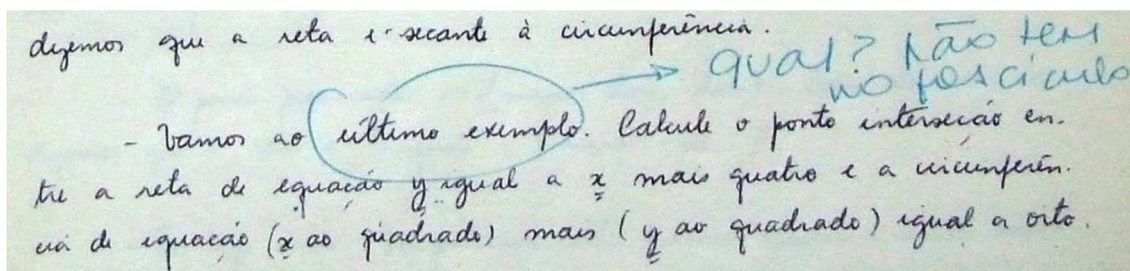 dizemos que a reta é secante à circunferência.
qual? Não tem
no fascículo
- Vamos ao último exemplo. Calcule o ponto interseção en-
tre a reta de equação y igual a x mais quatro e a circunferên-
cia de equação (x ao quadrado) mais (y ao quadrado) igual a oito.